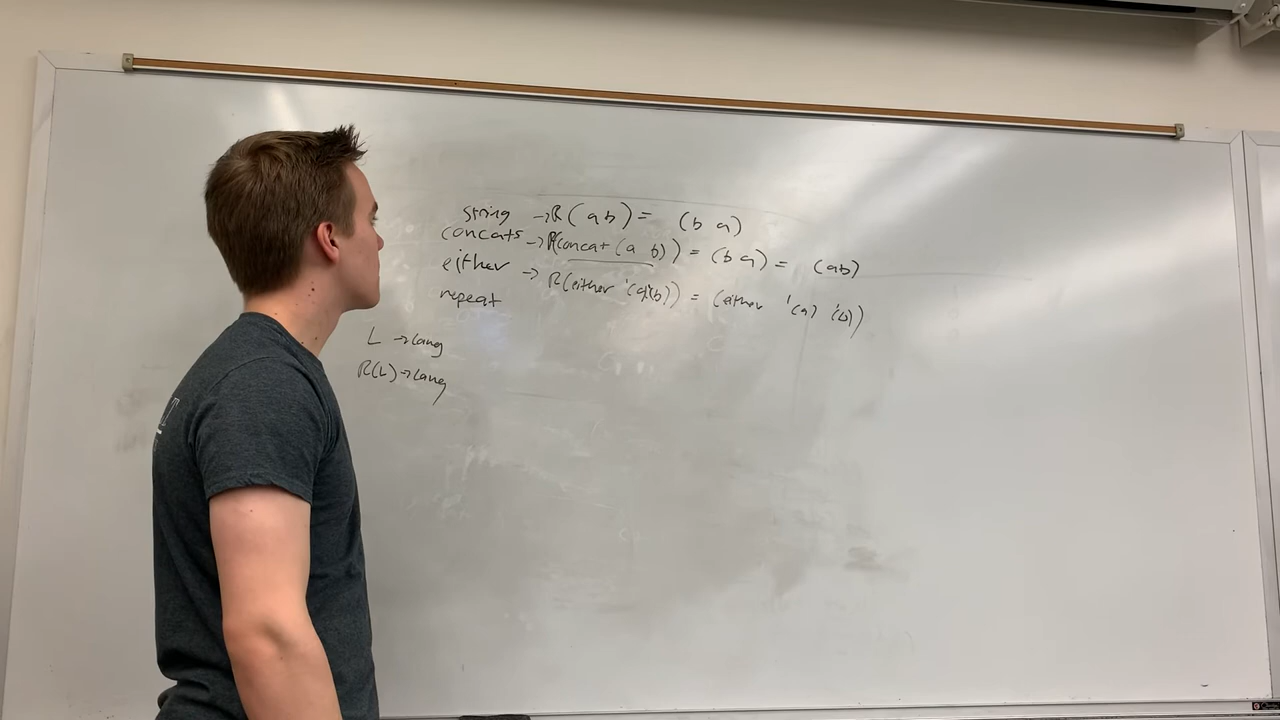 string → R(ab) = (b a)
concats → R(concat (a b)) = (b a) = (ab)
either → R(either '(a)'(b)) = (either '(a) '(b))
repeat
L → lang
R(L) → lang